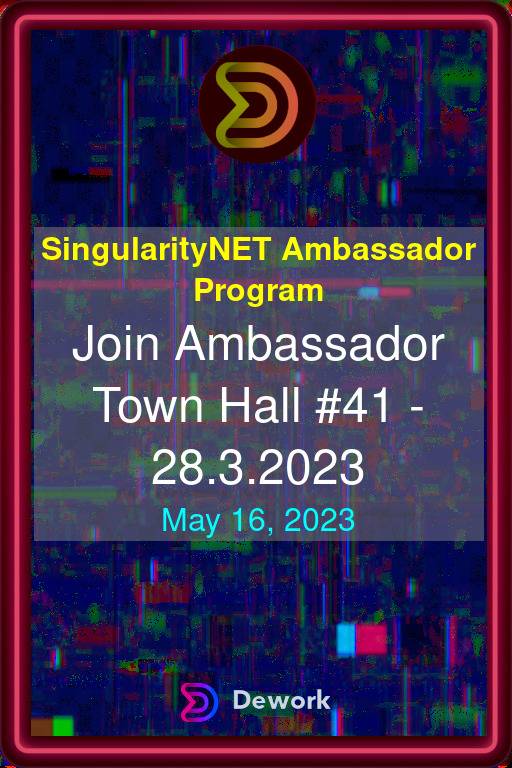 SingularityNET Ambassador
Program
Join Ambassador
Town Hall #41 -
28.3.2023
May 16, 2023
Dework